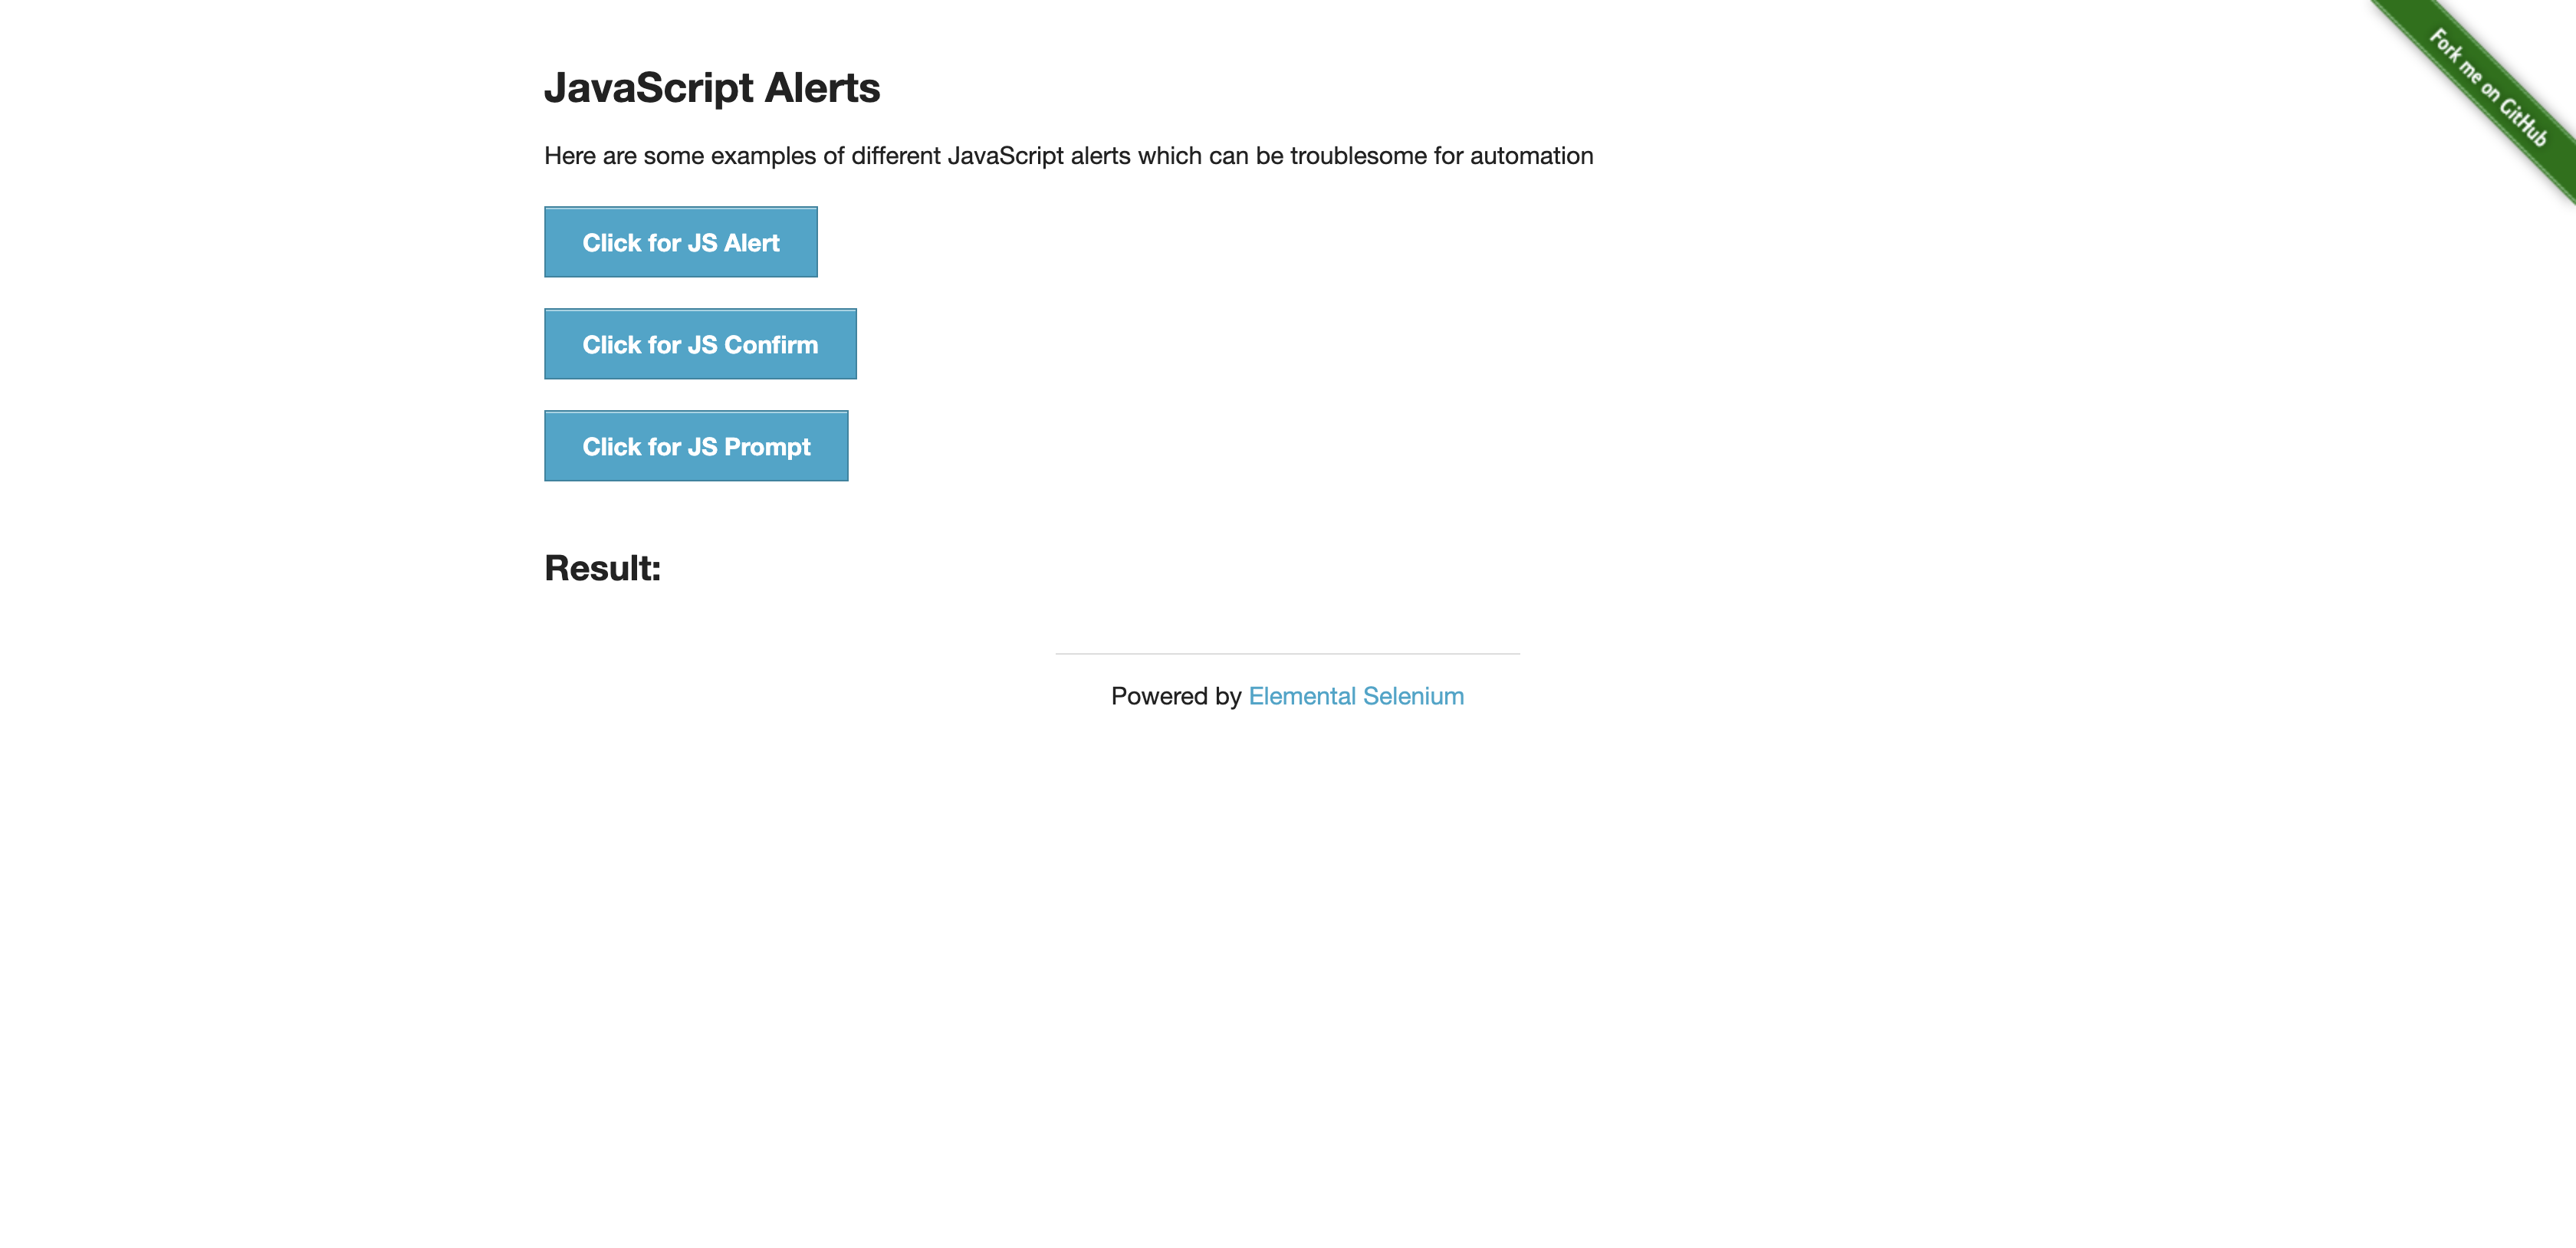 Fork me on GitHub
JavaScript Alerts
Here are some examples of different JavaScript alerts which can be troublesome for automation
Click for JS Alert
Click for JS Confirm
Click for JS Prompt
Result:
Powered by Elemental Selenium